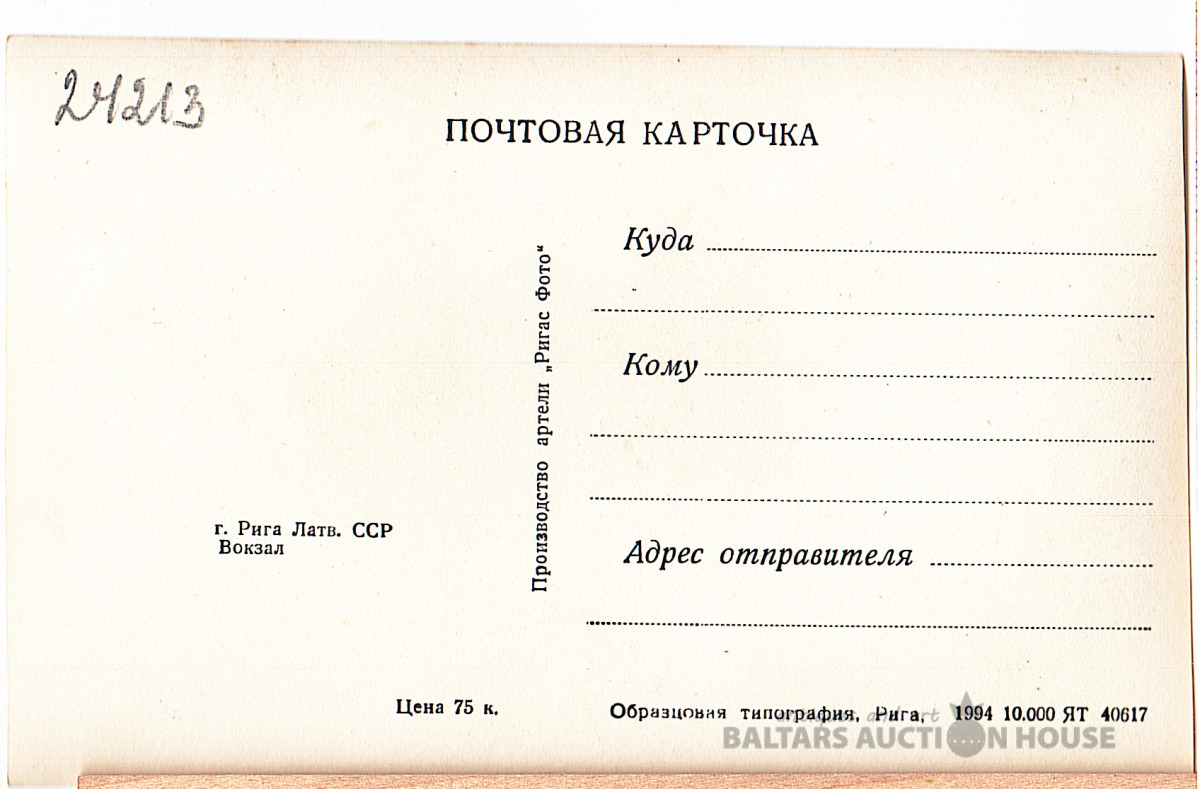 24213
ПОЧТОВАЯ КАРТОЧКА
Куда
Кому
Адрес отправителя
Производство артели „Ригас Фото“
г. Рига Латв. ССР
Вокзал
Цена 75 к.
Образцовая типография, Рига, 1994 10.000 ЯТ 40617
BALTARS AUCTION HOUSE